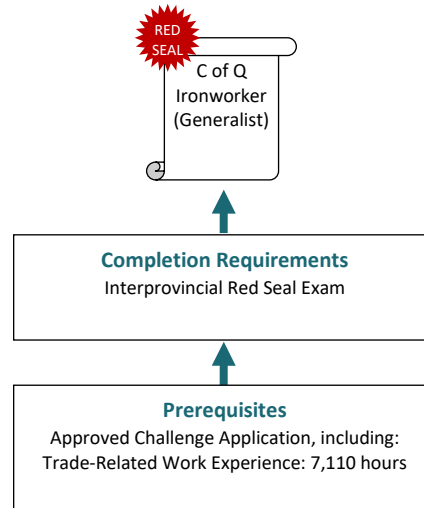 RED
SEAL
C of Q
Ironworker
(Generalist)
Completion Requirements
Interprovincial Red Seal Exam
Prerequisites
Approved Challenge Application, including:
Trade-Related Work Experience: 7,110 hours